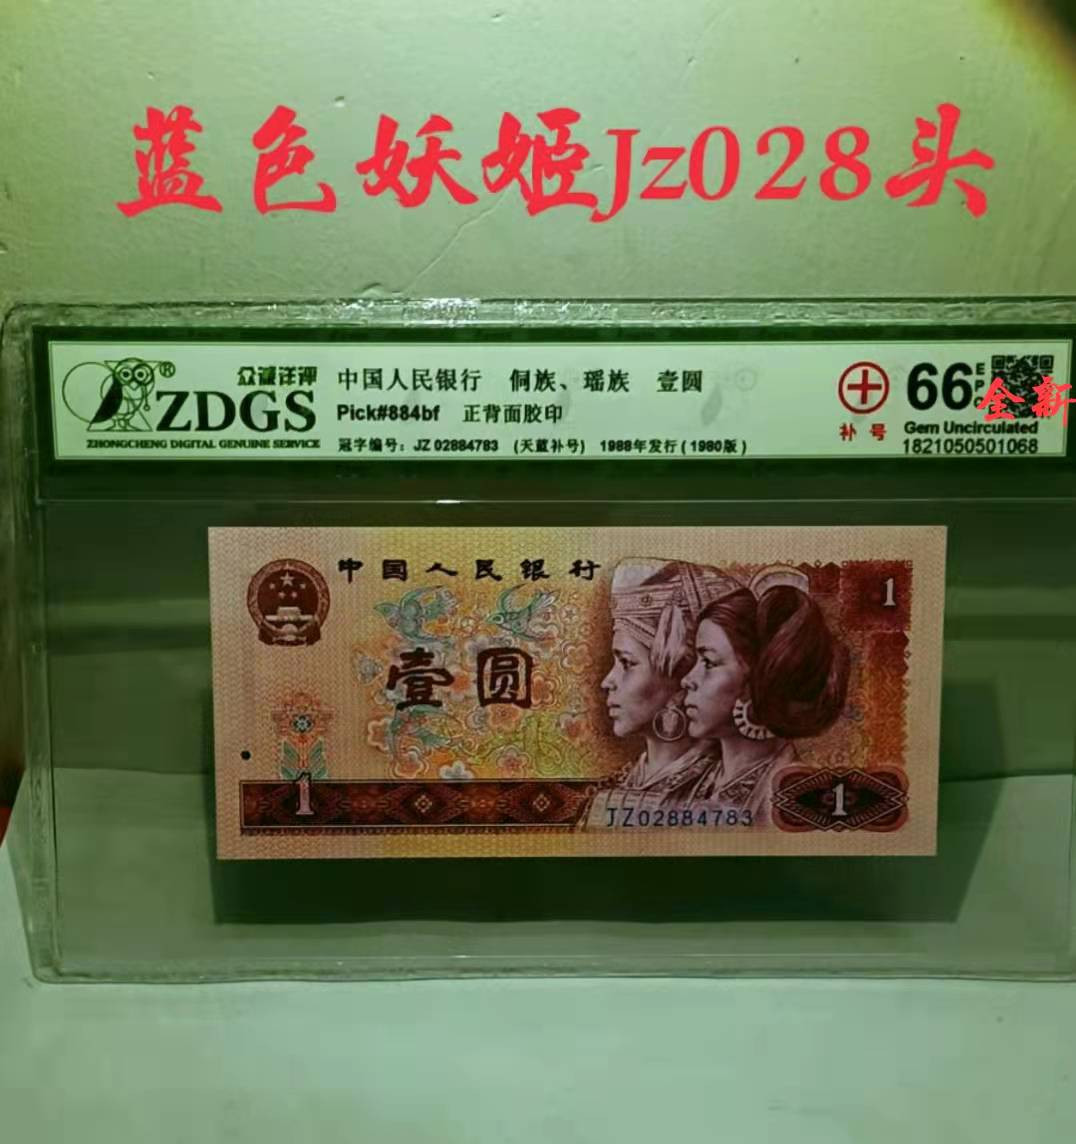 蓝色妖姬Jz028头
ZDGS®
众诚评评
ZHONGCHENG DIGITAL GENUINE SERVICE
中国人民银行 侗族、瑶族 壹圆
Pick#884bf 正背面胶印
冠字编号：JZ 02884783 （天蓝补号） 1988年发行（1980版）
补号
66
全新
Gem Uncirculated
1821050501068
中国人民银行
1
壹圆
1
JZ02884783
1